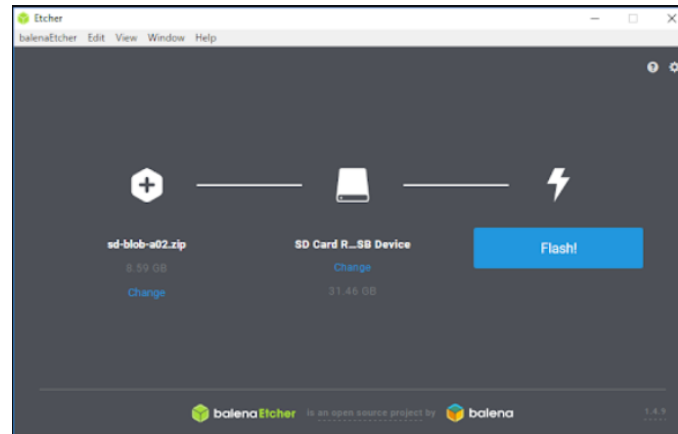 Etcher
balenaEtcher Edit View Window Help
sd-blob-a02.zip
8.59 GB
Change
SD Card R...SB Device
Change
31.46 GB
Flash!
balenaEtcher is an open source project by balena
1.4.9